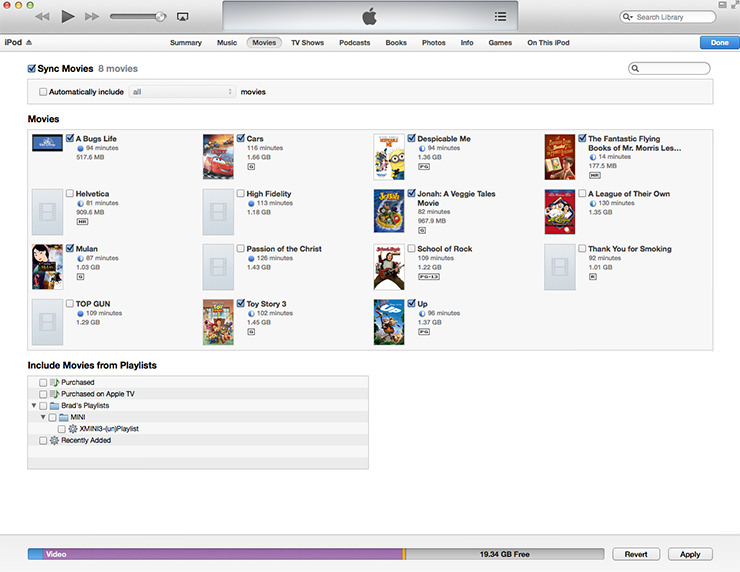 Search Library
iPod
Summary Music Movies TV Shows Podcasts Books Photos Info Games On This iPod
Done
Sync Movies 8 movies
Automatically include all movies
Movies
A Bugs Life
94 minutes
517.6 MB
Cars
116 minutes
1.66 GB
G
Despicable Me
94 minutes
1.36 GB
PG
The Fantastic Flying
Books of Mr. Morris Les...
14 minutes
177.5 MB
NR
Helvetica
81 minutes
909.6 MB
NR
High Fidelity
113 minutes
1.18 GB
Jonah: A Veggie Tales
Movie
82 minutes
967.9 MB
G
A League of Their Own
130 minutes
1.35 GB
Mulan
87 minutes
1.03 GB
G
Passion of the Christ
126 minutes
1.43 GB
School of Rock
109 minutes
1.22 GB
PG-13
Thank You for Smoking
92 minutes
1.01 GB
R
TOP GUN
109 minutes
1.29 GB
Toy Story 3
102 minutes
1.45 GB
G
Up
96 minutes
1.37 GB
PG
Include Movies from Playlists
Purchased
Purchased on Apple TV
Brad's Playlists
MINI
XMINI3-(un)Playlist
Recently Added
Video
19.34 GB Free
Revert
Apply